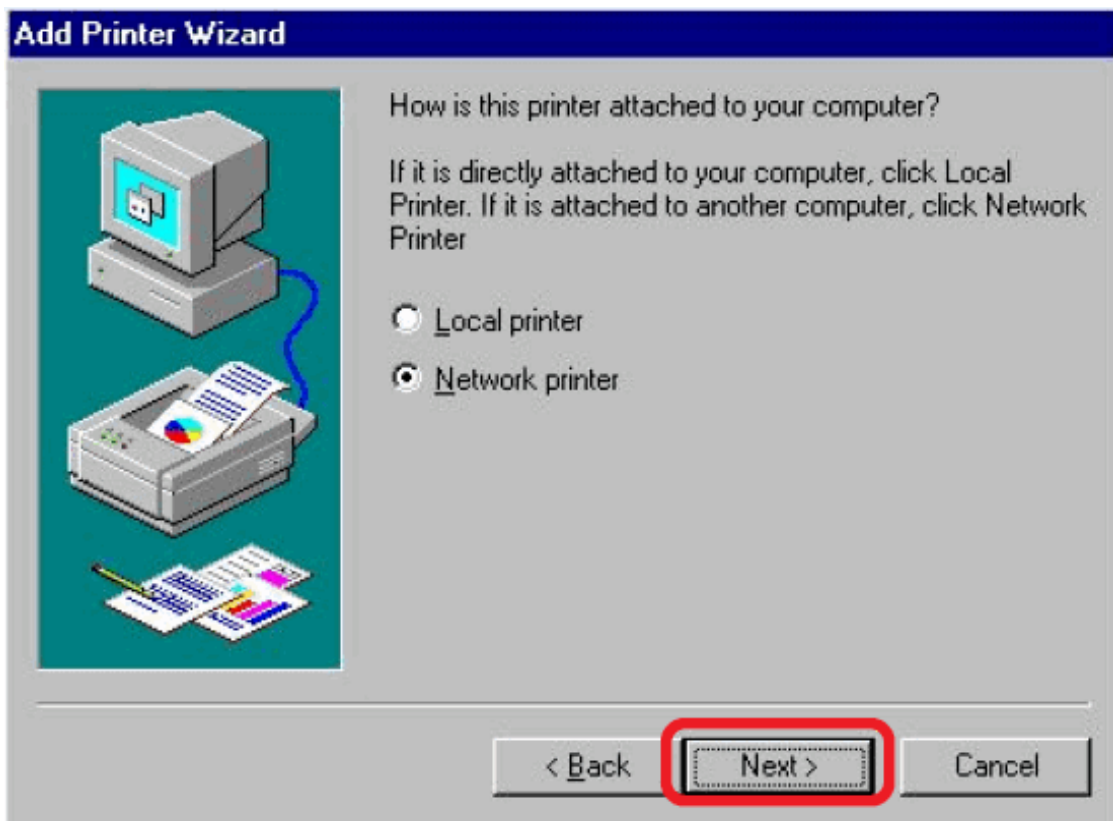 Add Printer Wizard
How is this printer attached to your computer?
If it is directly attached to your computer, click Local
Printer. If it is attached to another computer, click Network
Printer
Local printer
Network printer
< Back
Next >
Cancel